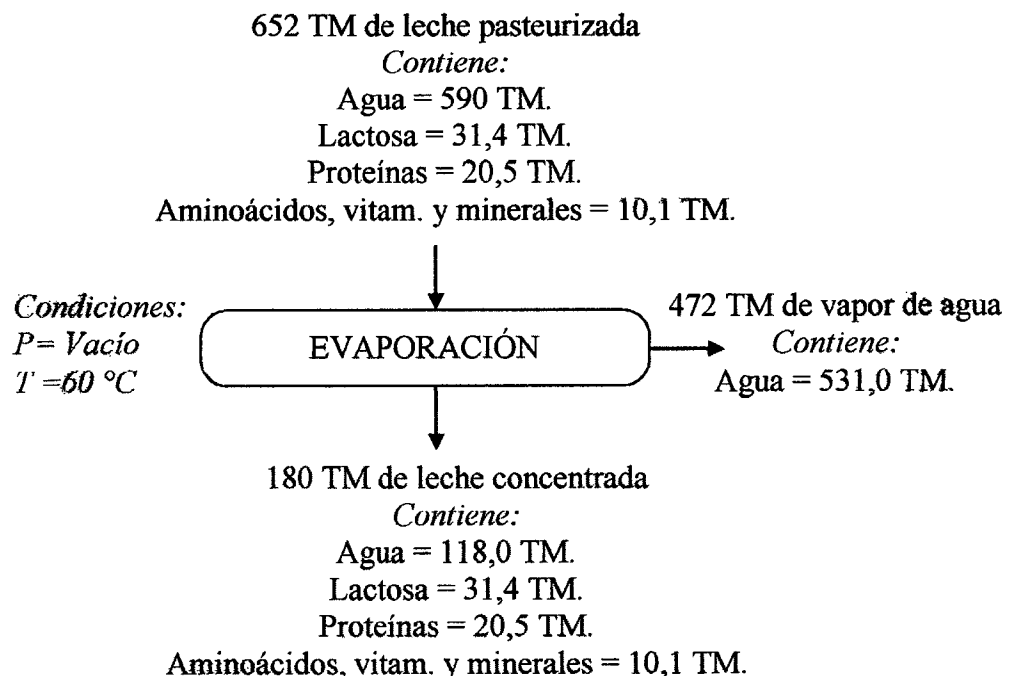 652 TM de leche pasteurizada
Contiene:
Agua = 590 TM.
Lactosa = 31,4 TM.
Proteínas = 20,5 TM.
Aminoácidos, vitam. y minerales = 10,1 TM.
Condiciones:
P= Vacío
T =60 °C
EVAPORACIÓN
472 TM de vapor de agua
Contiene:
Agua = 531,0 TM.
180 TM de leche concentrada
Contiene:
Agua = 118,0 TM.
Lactosa = 31,4 TM.
Proteínas = 20,5 TM.
Aminoácidos, vitam. y minerales = 10,1 TM.